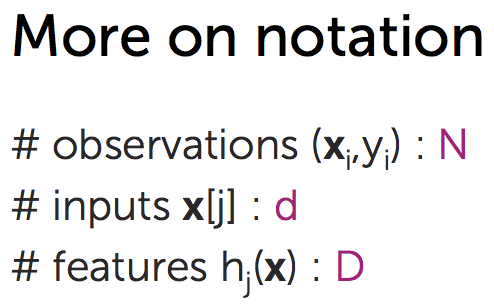 More on notation
# observations (xᵢ,yᵢ) : N
# inputs x[j] : d
# features hⱼ(x) : D